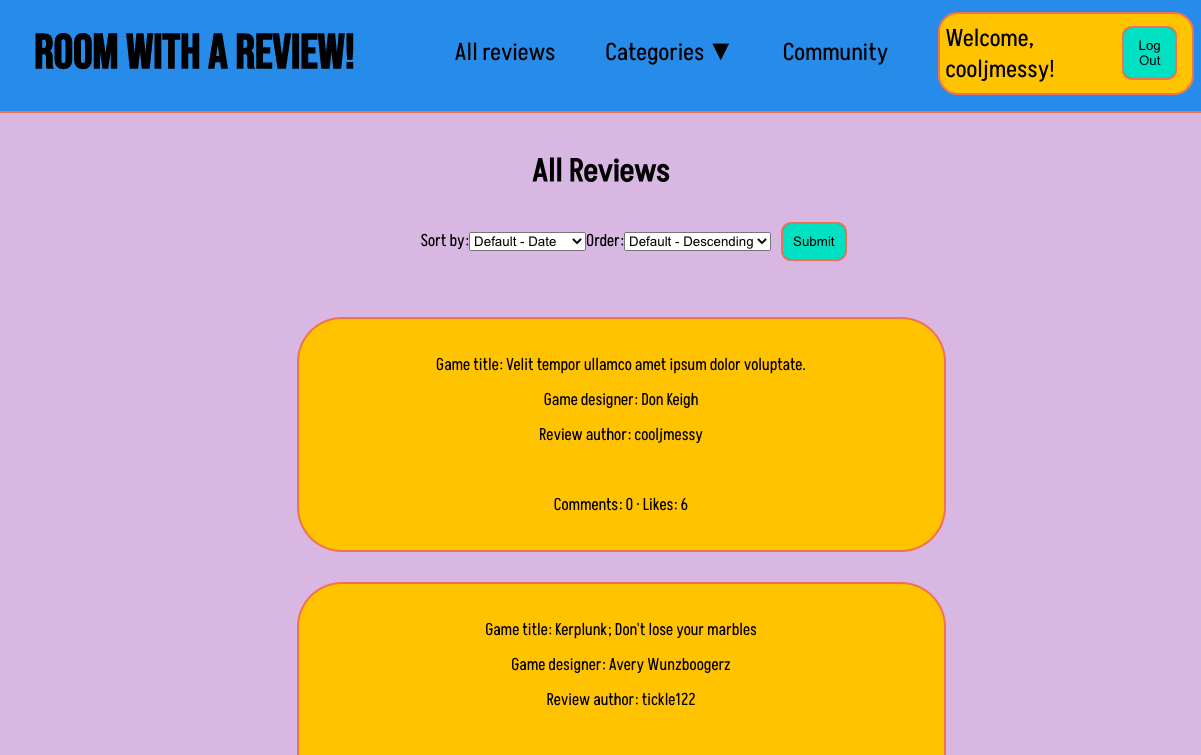 ROOM WITH A REVIEW!
All reviews
Categories ▼
Community
Welcome,
cooljmessy!
Log
Out
All Reviews
Sort by: Default - Date Order: Default - Descending Submit
Game title: Velit tempor ullamco amet ipsum dolor voluptate.
Game designer: Don Keigh
Review author: cooljmessy
Comments: 0 · Likes: 6
Game title: Kerplunk; Don't lose your marbles
Game designer: Avery Wunzboogerz
Review author: tickle122